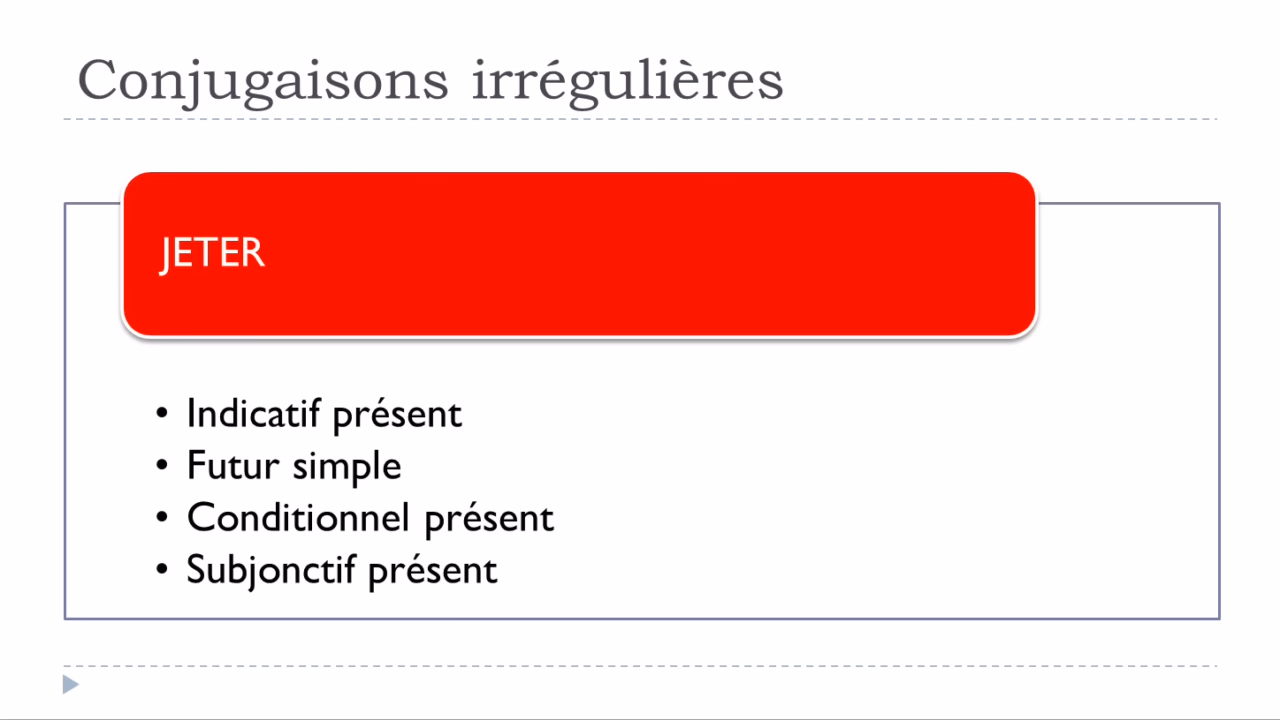 Conjugaisons irrégulières
JETER
• Indicatif présent
• Futur simple
• Conditionnel présent
• Subjonctif présent